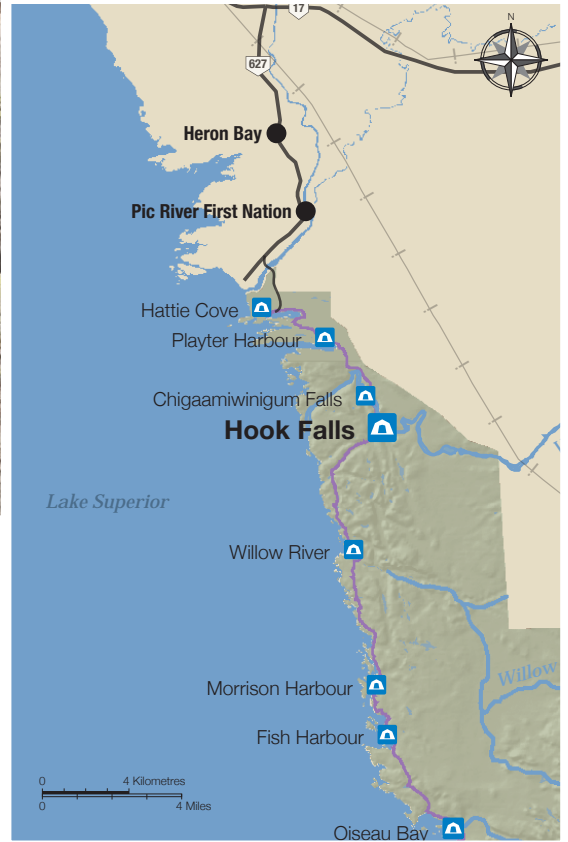 17
N
627
Heron Bay
Pic River First Nation
Hattie Cove
Playter Harbour
Chigaamiwinigum Falls
Hook Falls
Lake Superior
Willow River
Willow
Morrison Harbour
Fish Harbour
0 4 Kilometres
0 4 Miles
Oiseau Bay